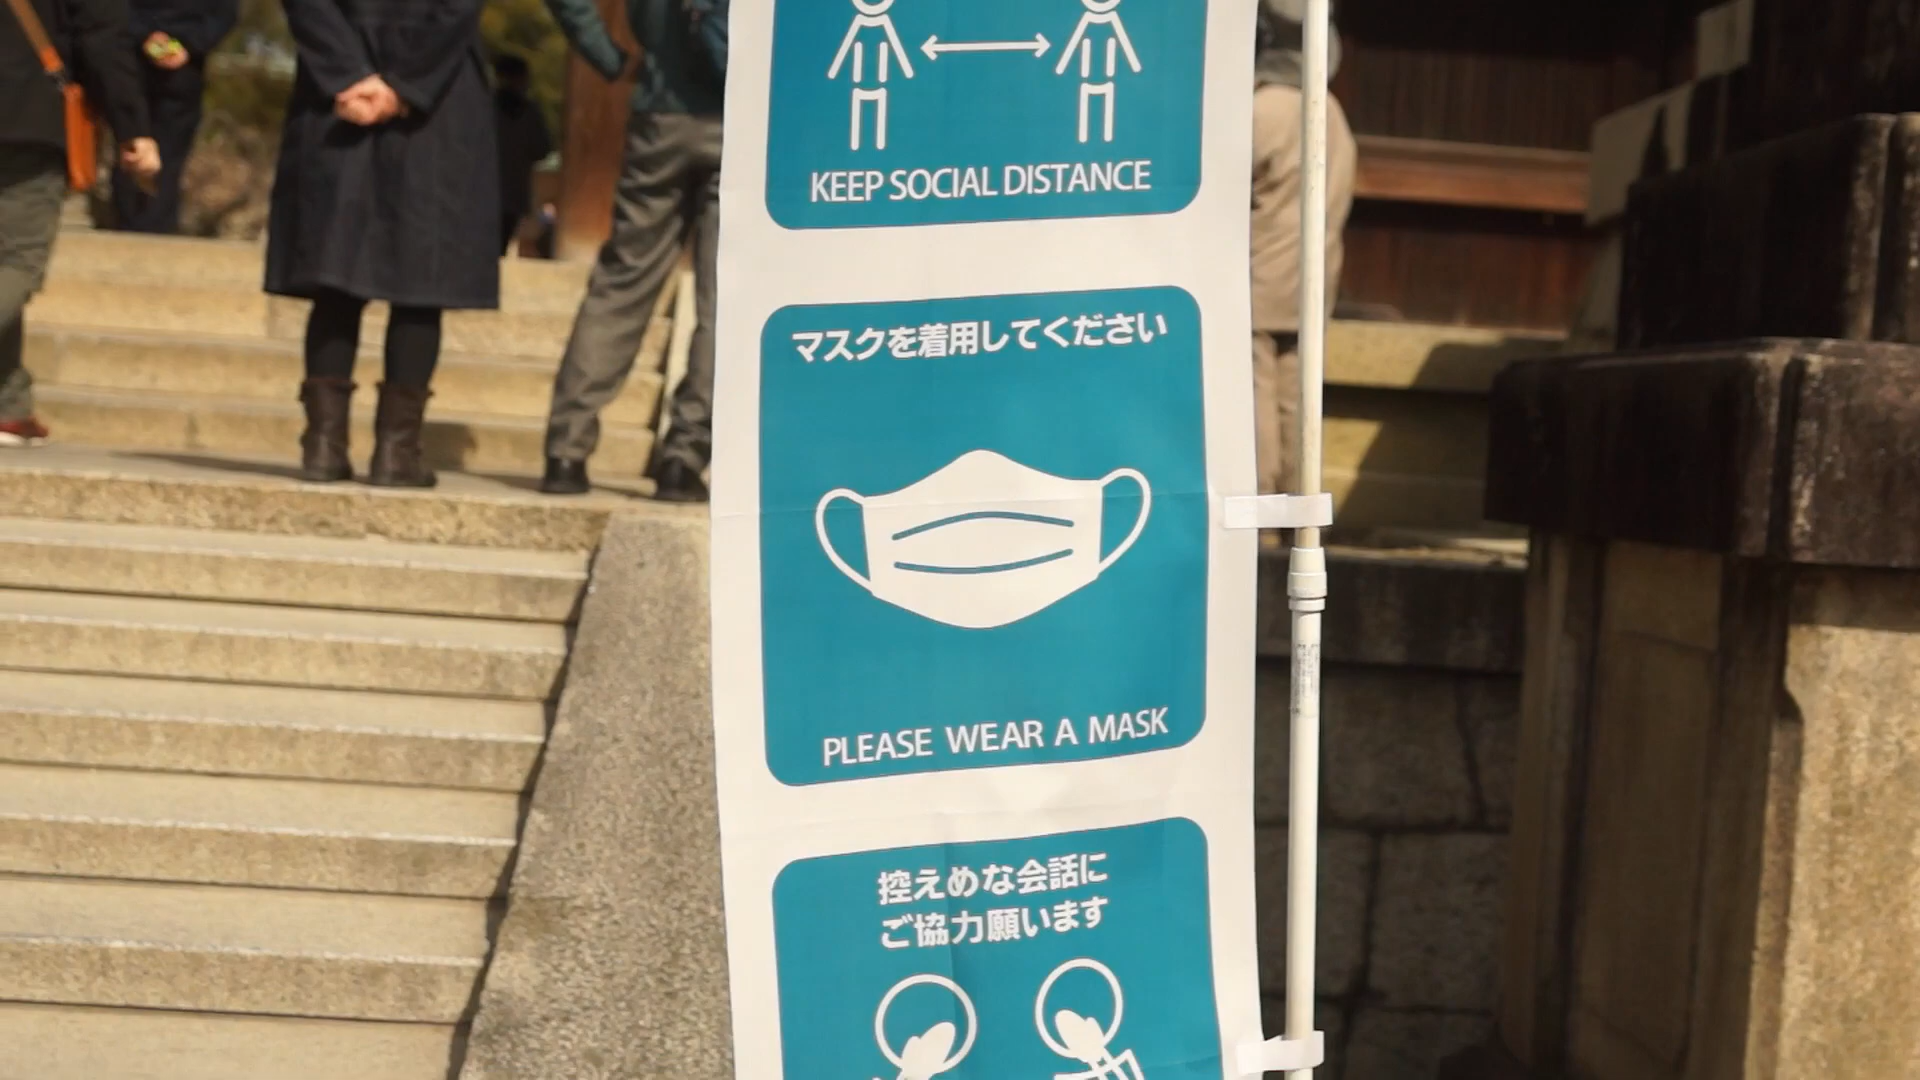 KEEP SOCIAL DISTANCE
マスクを着用してください
PLEASE WEAR A MASK
控えめな会話に
ご協力願います